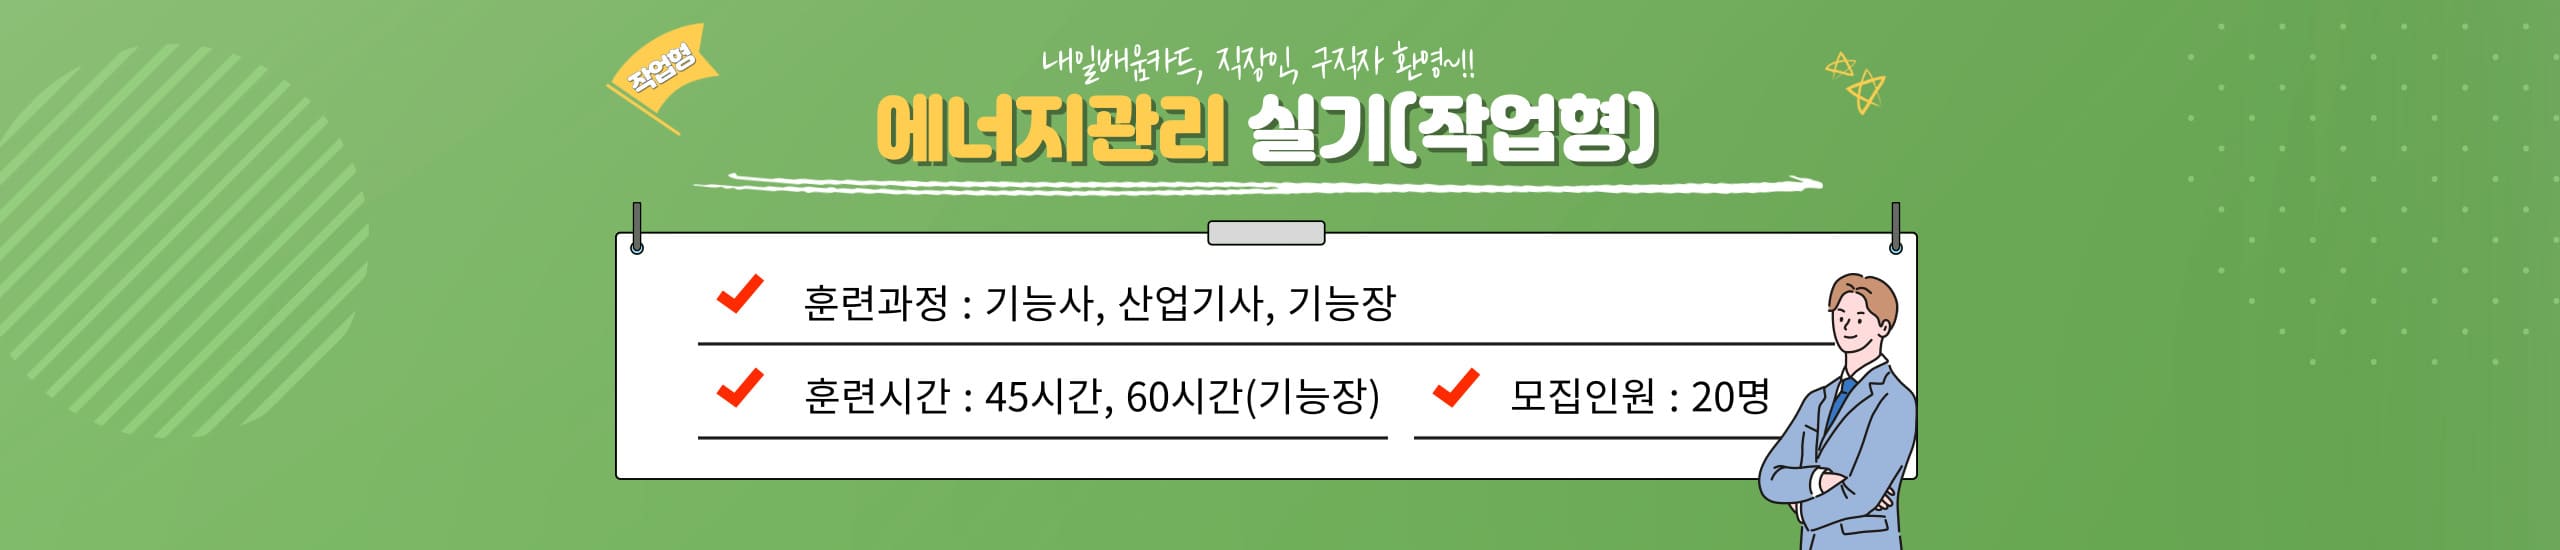 작업형
내일배움카드, 직장인, 구직자 환영~!!
에너지관리 실기(작업형)
훈련과정 : 기능사, 산업기사, 기능장
훈련시간 : 45시간, 60시간(기능장)
모집인원 : 20명